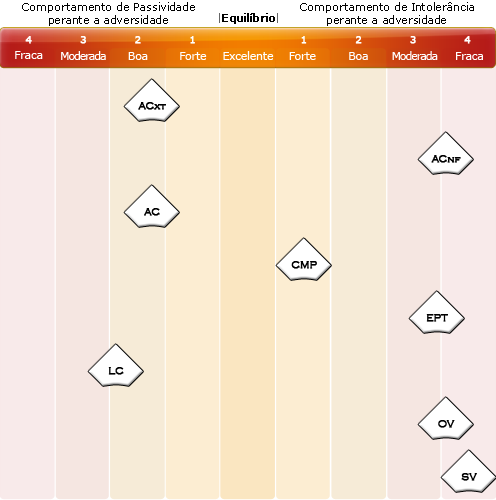 Comportamento de Passividade
perante a adversidade
|Equilíbrio|
Comportamento de Intolerância
perante a adversidade
4 3 2 1 1 2 3 4
Fraca Moderada Boa Forte Excelente Forte Boa Moderada Fraca
ACXT
ACNF
AC
CMP
EPT
LC
OV
SV